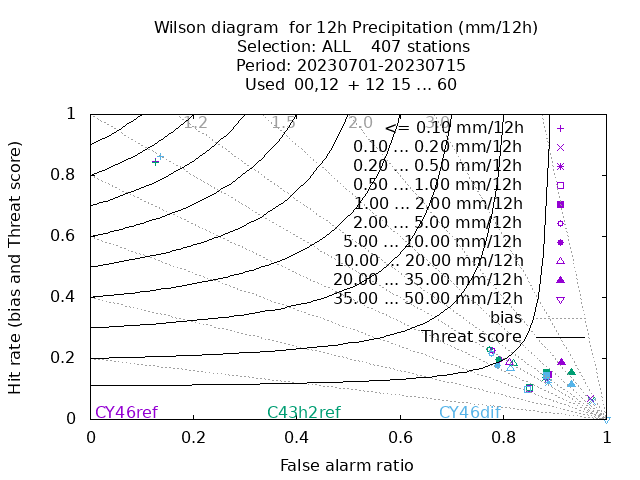 Wilson diagram  for 12h Precipitation (mm/12h)
Selection: ALL    407 stations
Period: 20230701-20230715
Used  00,12  + 12 15 ... 60
Hit rate (bias and Threat score)
1
0.8
0.6
0.4
0.2
0
1.2
1.5
2.0
3.0
<= 0.10 mm/12h
0.10 ... 0.20 mm/12h
0.20 ... 0.50 mm/12h
0.50 ... 1.00 mm/12h
1.00 ... 2.00 mm/12h
2.00 ... 5.00 mm/12h
5.00 ... 10.00 mm/12h
10.00 ... 20.00 mm/12h
20.00 ... 35.00 mm/12h
35.00 ... 50.00 mm/12h
bias
Threat score
CY46ref
C43h2ref
CY46dif
0
0.2
0.4
0.6
0.8
1
False alarm ratio